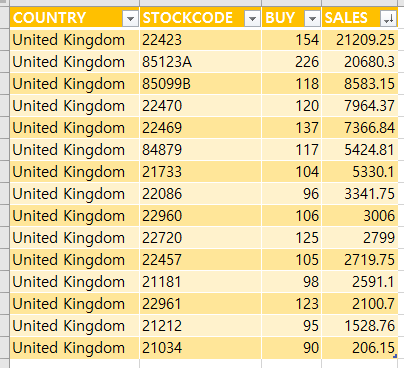 COUNTRY STOCKCODE BUY SALES
United Kingdom 22423 154 21209.25
United Kingdom 85123A 226 20680.3
United Kingdom 85099B 118 8583.15
United Kingdom 22470 120 7964.37
United Kingdom 22469 137 7366.84
United Kingdom 84879 117 5424.81
United Kingdom 21733 104 5330.1
United Kingdom 22086 96 3341.75
United Kingdom 22960 106 3006
United Kingdom 22720 125 2799
United Kingdom 22457 105 2719.75
United Kingdom 21181 98 2591.1
United Kingdom 22961 123 2100.7
United Kingdom 21212 95 1528.76
United Kingdom 21034 90 206.15